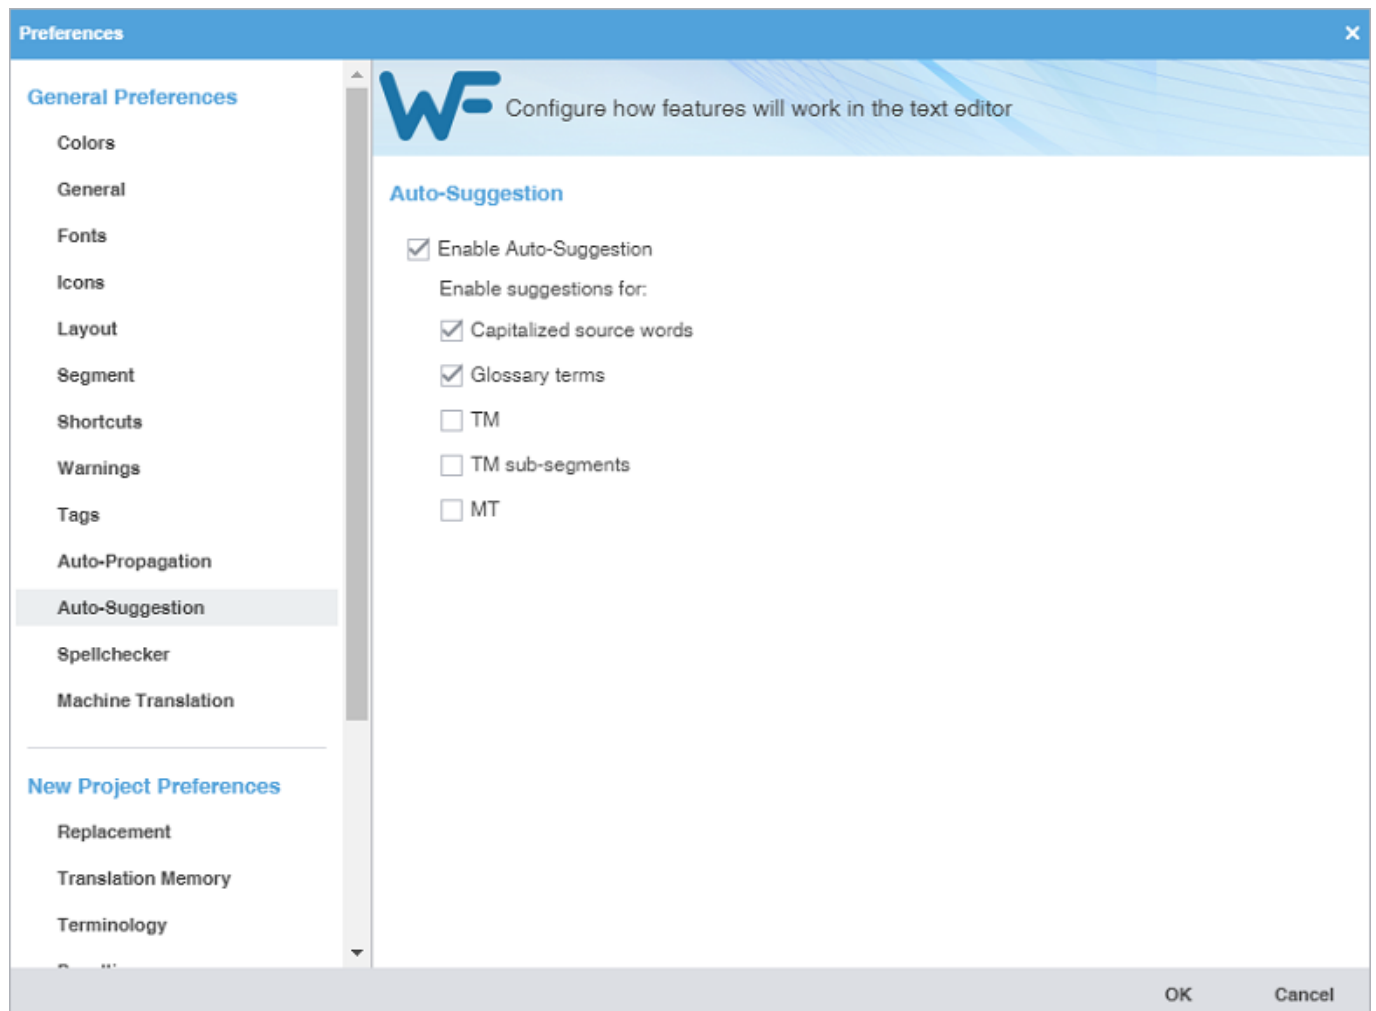 Preferences
General Preferences
Colors
General
Fonts
Icons
Layout
Segment
Shortcuts
Warnings
Tags
Auto-Propagation
Auto-Suggestion
Spellchecker
Machine Translation
New Project Preferences
Replacement
Translation Memory
Terminology
WF
Configure how features will work in the text editor
Auto-Suggestion
Enable Auto-Suggestion
Enable suggestions for:
Capitalized source words
Glossary terms
TM
TM sub-segments
MT
OK
Cancel